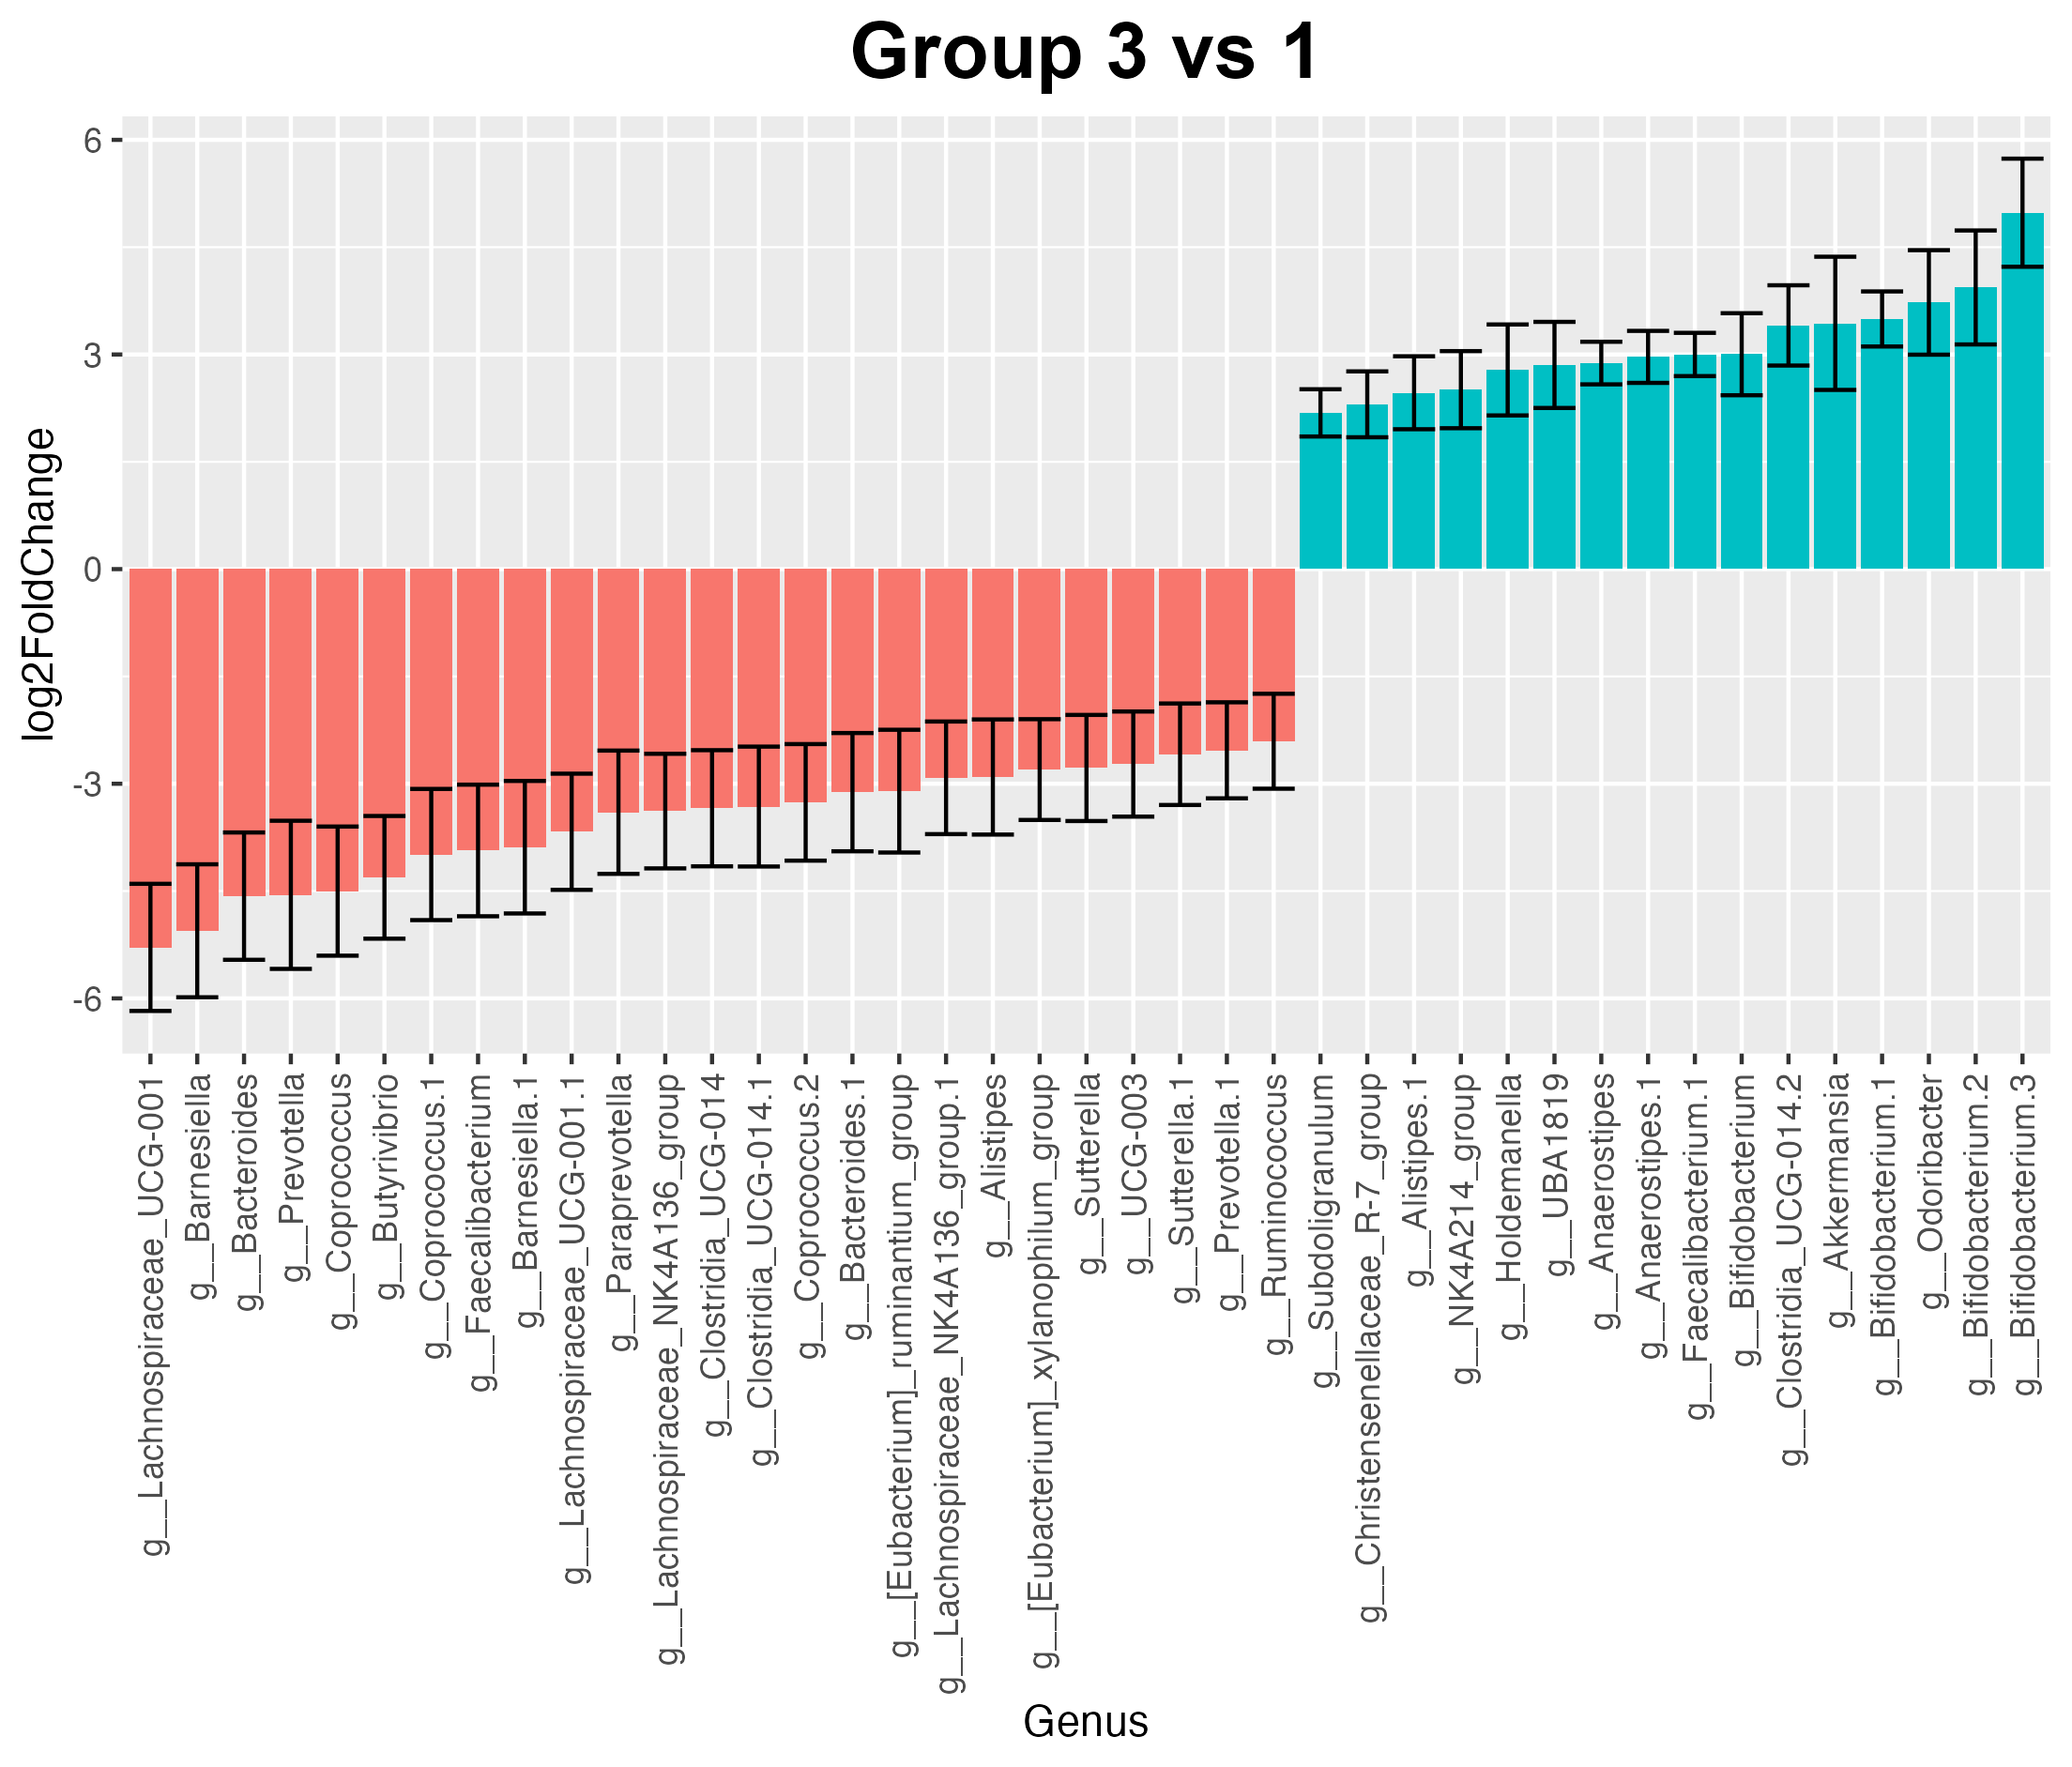 Group 3 vs 1
log2FoldChange
6
3
0
-3
-6
g__Lachnospiraceae_UCG-001
g__Barnesiella
g__Bacteroides
g__Prevotella
g__Coprococcus
g__Butyrivibrio
g__Coprococcus.1
g__Faecalibacterium
g__Barnesiella.1
g__Lachnospiraceae_UCG-001.1
g__Paraprevotella
g__Lachnospiraceae_NK4A136_group
g__Clostridia_UCG-014
g__Clostridia_UCG-014.1
g__Coprococcus.2
g__Bacteroides.1
g__[Eubacterium]_ruminantium_group
g__Lachnospiraceae_NK4A136_group.1
g__Alistipes
g__[Eubacterium]_xylanophilum_group
g__Sutterella
g__UCG-003
g__Sutterella.1
g__Prevotella.1
g__Ruminococcus
g__Subdoligranulum
g__Christensenellaceae_R-7_group
g__Alistipes.1
g__NK4A214_group
g__Holdemanella
g__UBA1819
g__Anaerostipes
g__Anaerostipes.1
g__Faecalibacterium.1
g__Bifidobacterium
g__Clostridia_UCG-014.2
g__Akkermansia
g__Bifidobacterium.1
g__Odoribacter
g__Bifidobacterium.2
g__Bifidobacterium.3
Genus